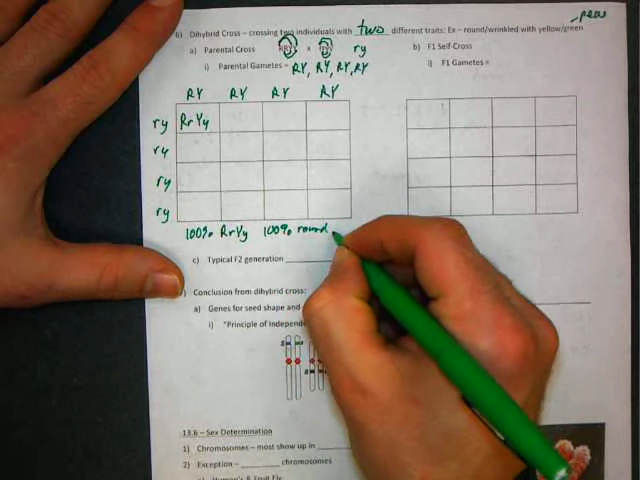 peas
6) Dihybrid Cross – crossing two individuals with two different traits: Ex – round/wrinkled with yellow/green
a) Parental Cross RRYY x rryy ry
b) F1 Self-Cross
i) Parental Gametes = RY, RY, RY, RY
i) F1 Gametes =
RY RY RY RY
ry RrYy
ry
ry
ry
100% RrYy 100% round
c) Typical F2 generation
) Conclusion from dihybrid cross:
a) Genes for seed shape and
i) "Principle of Independe
13.6 – Sex Determination
1) Chromosomes – most show up in
2) Exception – ________ chromosomes